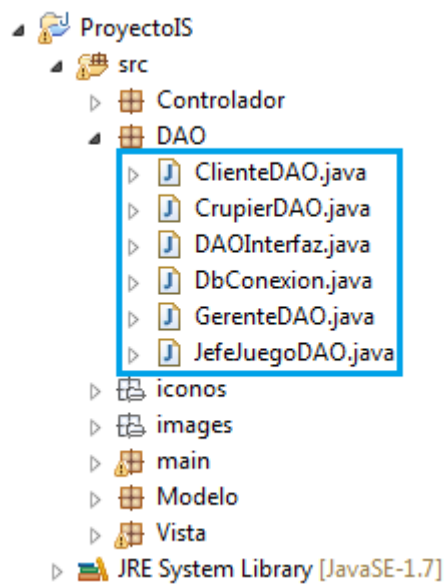 ProyectoIS
src
Controlador
DAO
ClienteDAO.java
CrupierDAO.java
DAOInterfaz.java
DbConexion.java
GerenteDAO.java
JefeJuegoDAO.java
iconos
images
main
Modelo
Vista
JRE System Library [JavaSE-1.7]